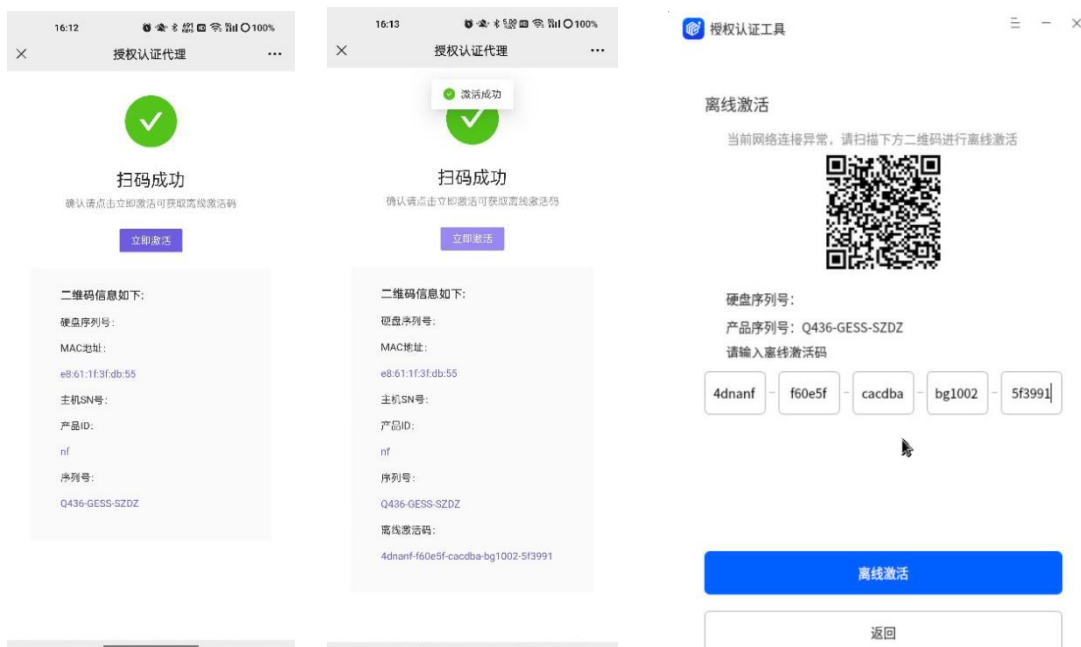 16:12
100%
授权认证代理
扫码成功
确认请点击立即激活可获取离线激活码
立即激活
二维码信息如下:
硬盘序列号:
MAC地址:
e8:61:1f:3f:db:55
主机SN号:
产品ID:
nf
序列号:
Q436-GESS-SZDZ
16:13
100%
授权认证代理
激活成功
扫码成功
确认请点击立即激活可获取离线激活码
立即激活
二维码信息如下:
硬盘序列号:
MAC地址:
e8:61:1f:3f:db:55
主机SN号:
产品ID:
nf
序列号:
Q436-GESS-SZDZ
离线激活码:
4dnanf-f60e5f-cacdba-bg1002-5f3991
授权认证工具
离线激活
当前网络连接异常，请扫描下方二维码进行离线激活
硬盘序列号:
产品序列号: Q436-GESS-SZDZ
请输入离线激活码
4dnanf - f60e5f - cacdba - bg1002 - 5f3991
离线激活
返回